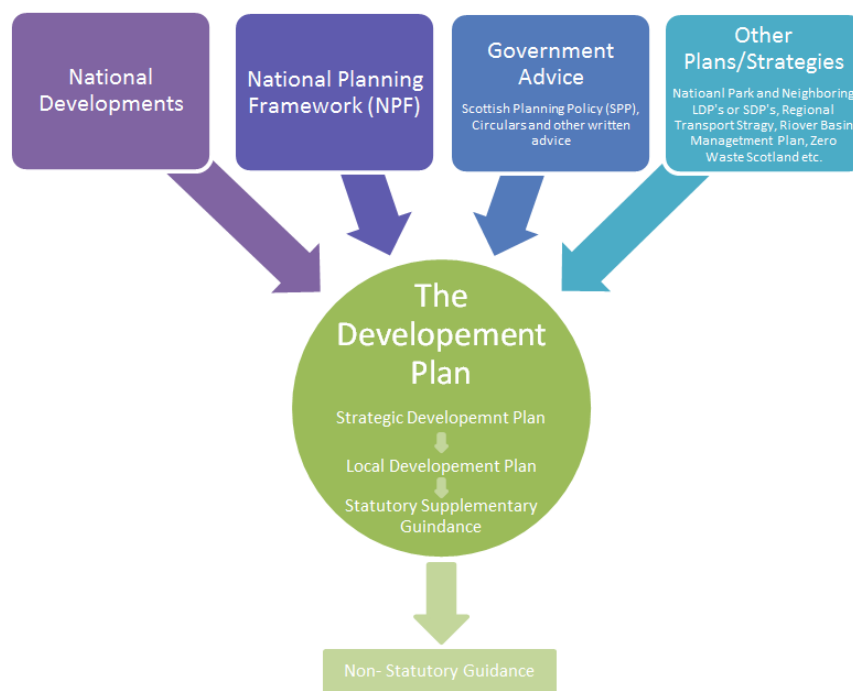 National
Developments
National Planning
Framework (NPF)
Government
Advice
Scottish Planning Policy (SPP),
Circulars and other written
advice
Other
Plans/Strategies
Natioanl Park and Neighboring
LDP's or SDP's, Regional
Transport Stragy, Riover Basin
Managetment Plan, Zero
Waste Scotland etc.
The
Developement
Plan
Strategic Developemnt Plan
Local Developement Plan
Statutory Supplementary
Guindance
Non- Statutory Guidance